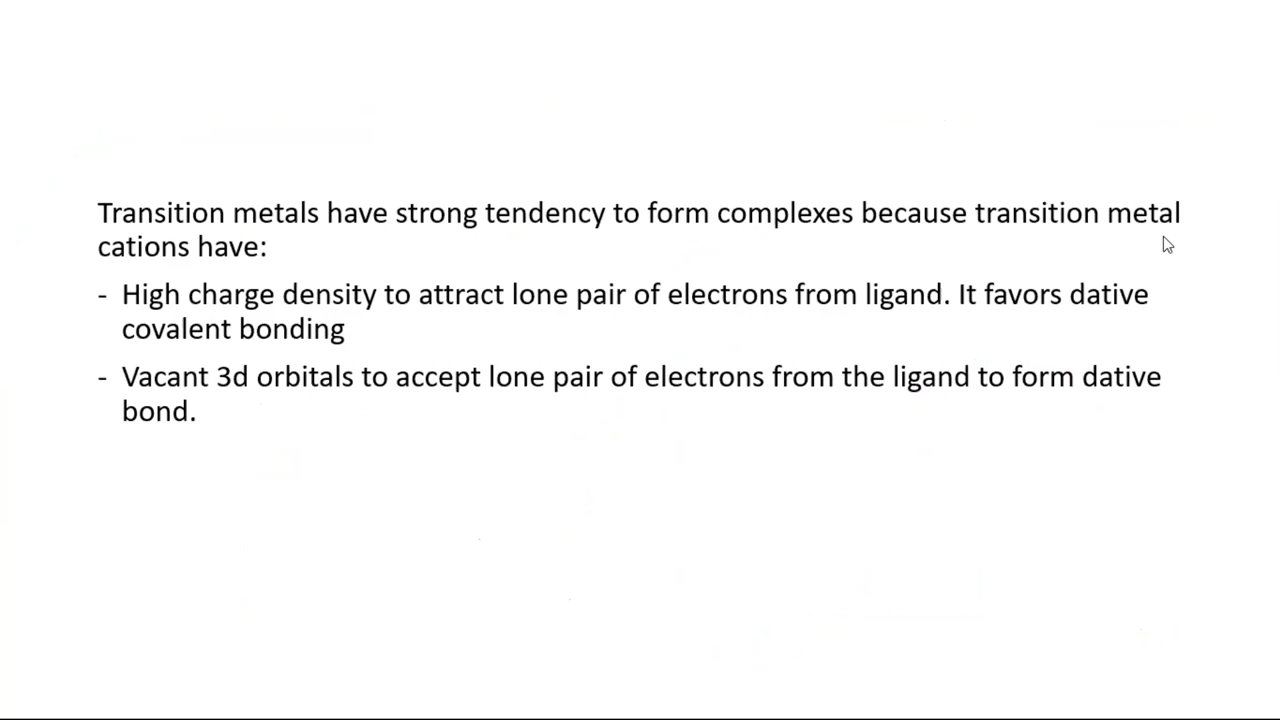 Transition metals have strong tendency to form complexes because transition metal
cations have:
- High charge density to attract lone pair of electrons from ligand. It favors dative
covalent bonding
- Vacant 3d orbitals to accept lone pair of electrons from the ligand to form dative
bond.